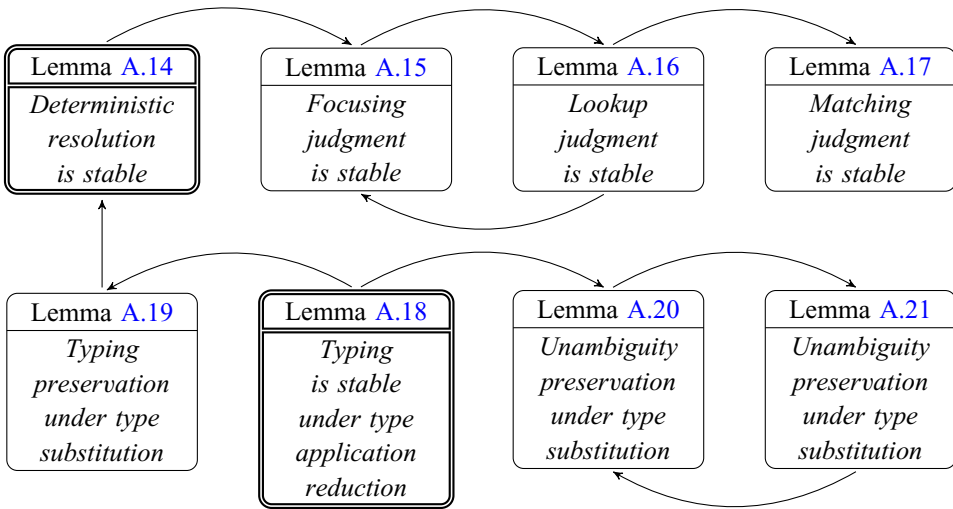 Lemma A.14
Deterministic
resolution
is stable
Lemma A.15
Focusing
judgment
is stable
Lemma A.16
Lookup
judgment
is stable
Lemma A.17
Matching
judgment
is stable
Lemma A.19
Typing
preservation
under type
substitution
Lemma A.18
Typing
is stable
under type
application
reduction
Lemma A.20
Unambiguity
preservation
under type
substitution
Lemma A.21
Unambiguity
preservation
under type
substitution